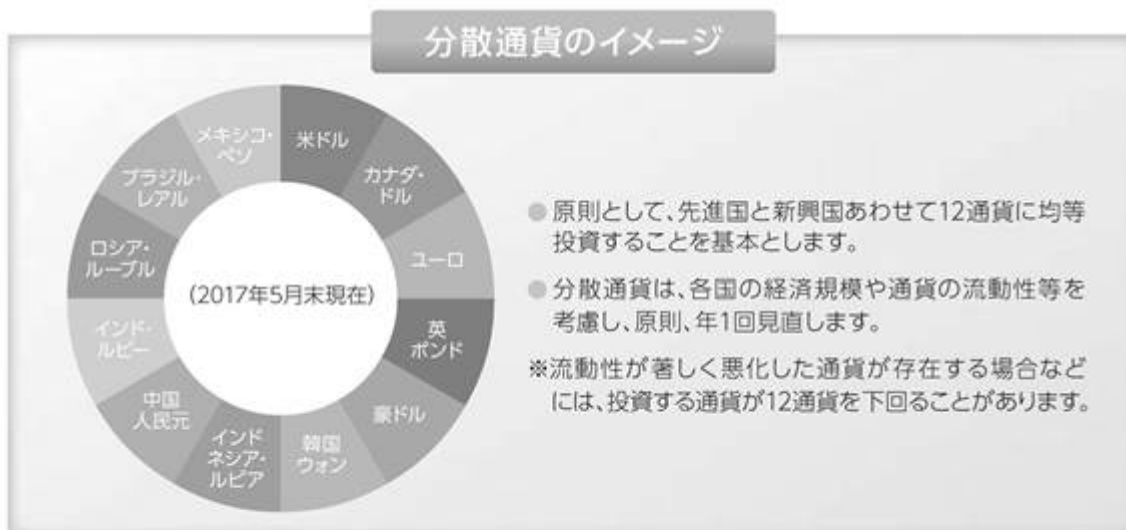 分散通貨のイメージ
米ドル
カナダ・
ドル
ユーロ
英
ポンド
豪ドル
韓国
ウォン
インド
ネシア・
ルピア
中国
人民元
インド・
ルピー
ロシア・
ルーブル
ブラジル・
レアル
メキシコ・
ペソ
(2017年5月末現在)
●原則として、先進国と新興国あわせて12通貨に均等
投資することを基本とします。
●分散通貨は、各国の経済規模や通貨の流動性等を
考慮し、原則、年1回見直します。
※流動性が著しく悪化した通貨が存在する場合など
には、投資する通貨が12通貨を下回ることがあります。